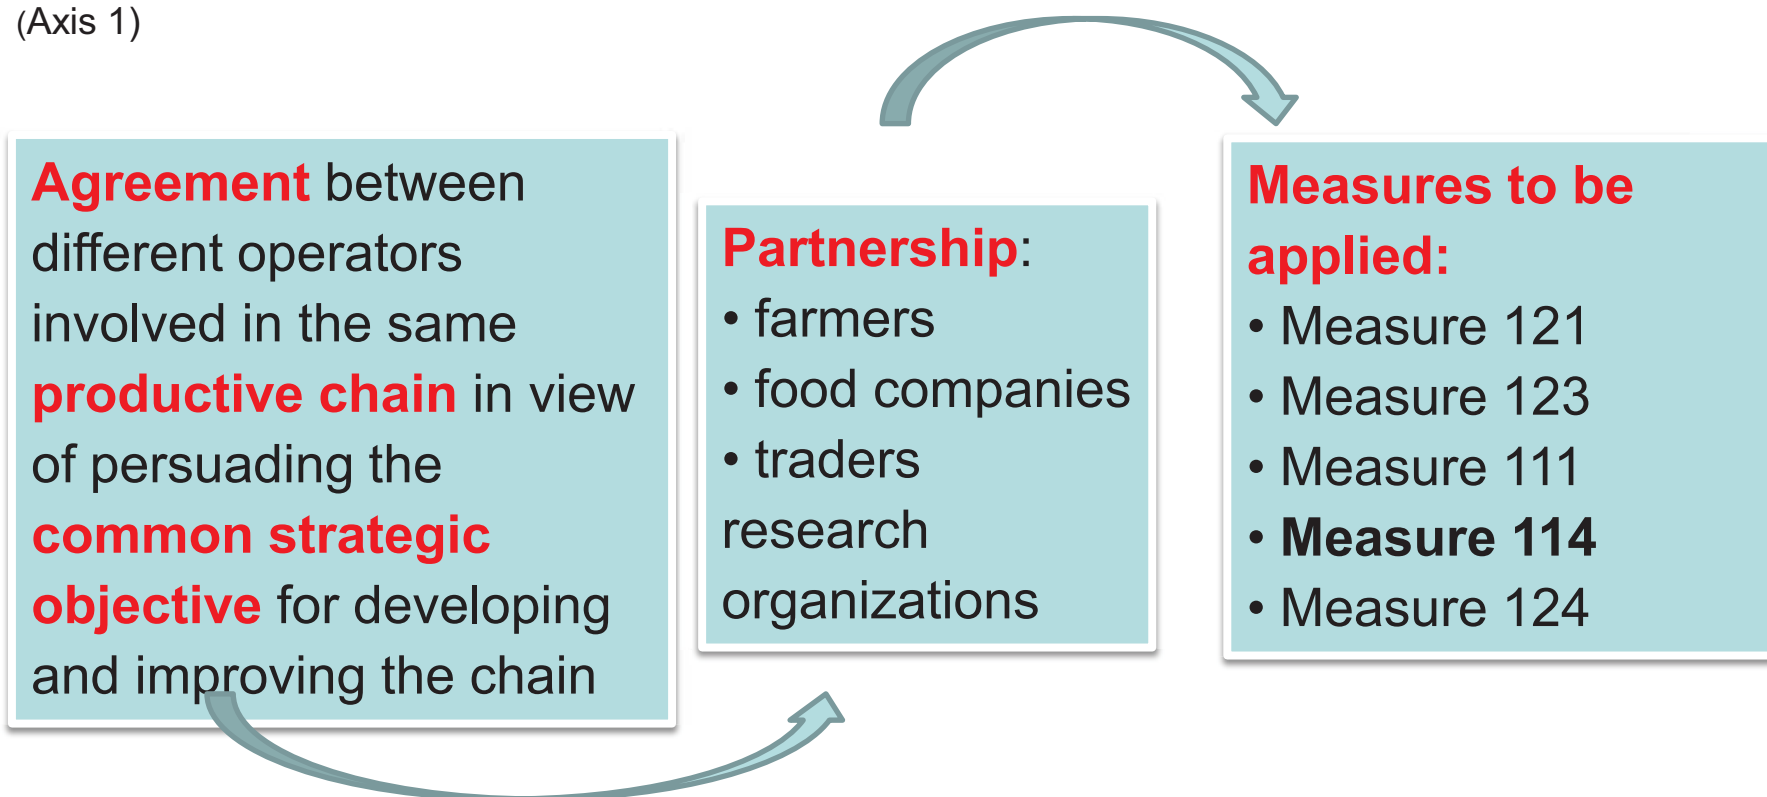 (Axis 1)
Agreement between
different operators
involved in the same
productive chain in view
of persuading the
common strategic
objective for developing
and improving the chain
Partnership:
• farmers
• food companies
• traders
research
organizations
Measures to be
applied:
• Measure 121
• Measure 123
• Measure 111
• Measure 114
• Measure 124